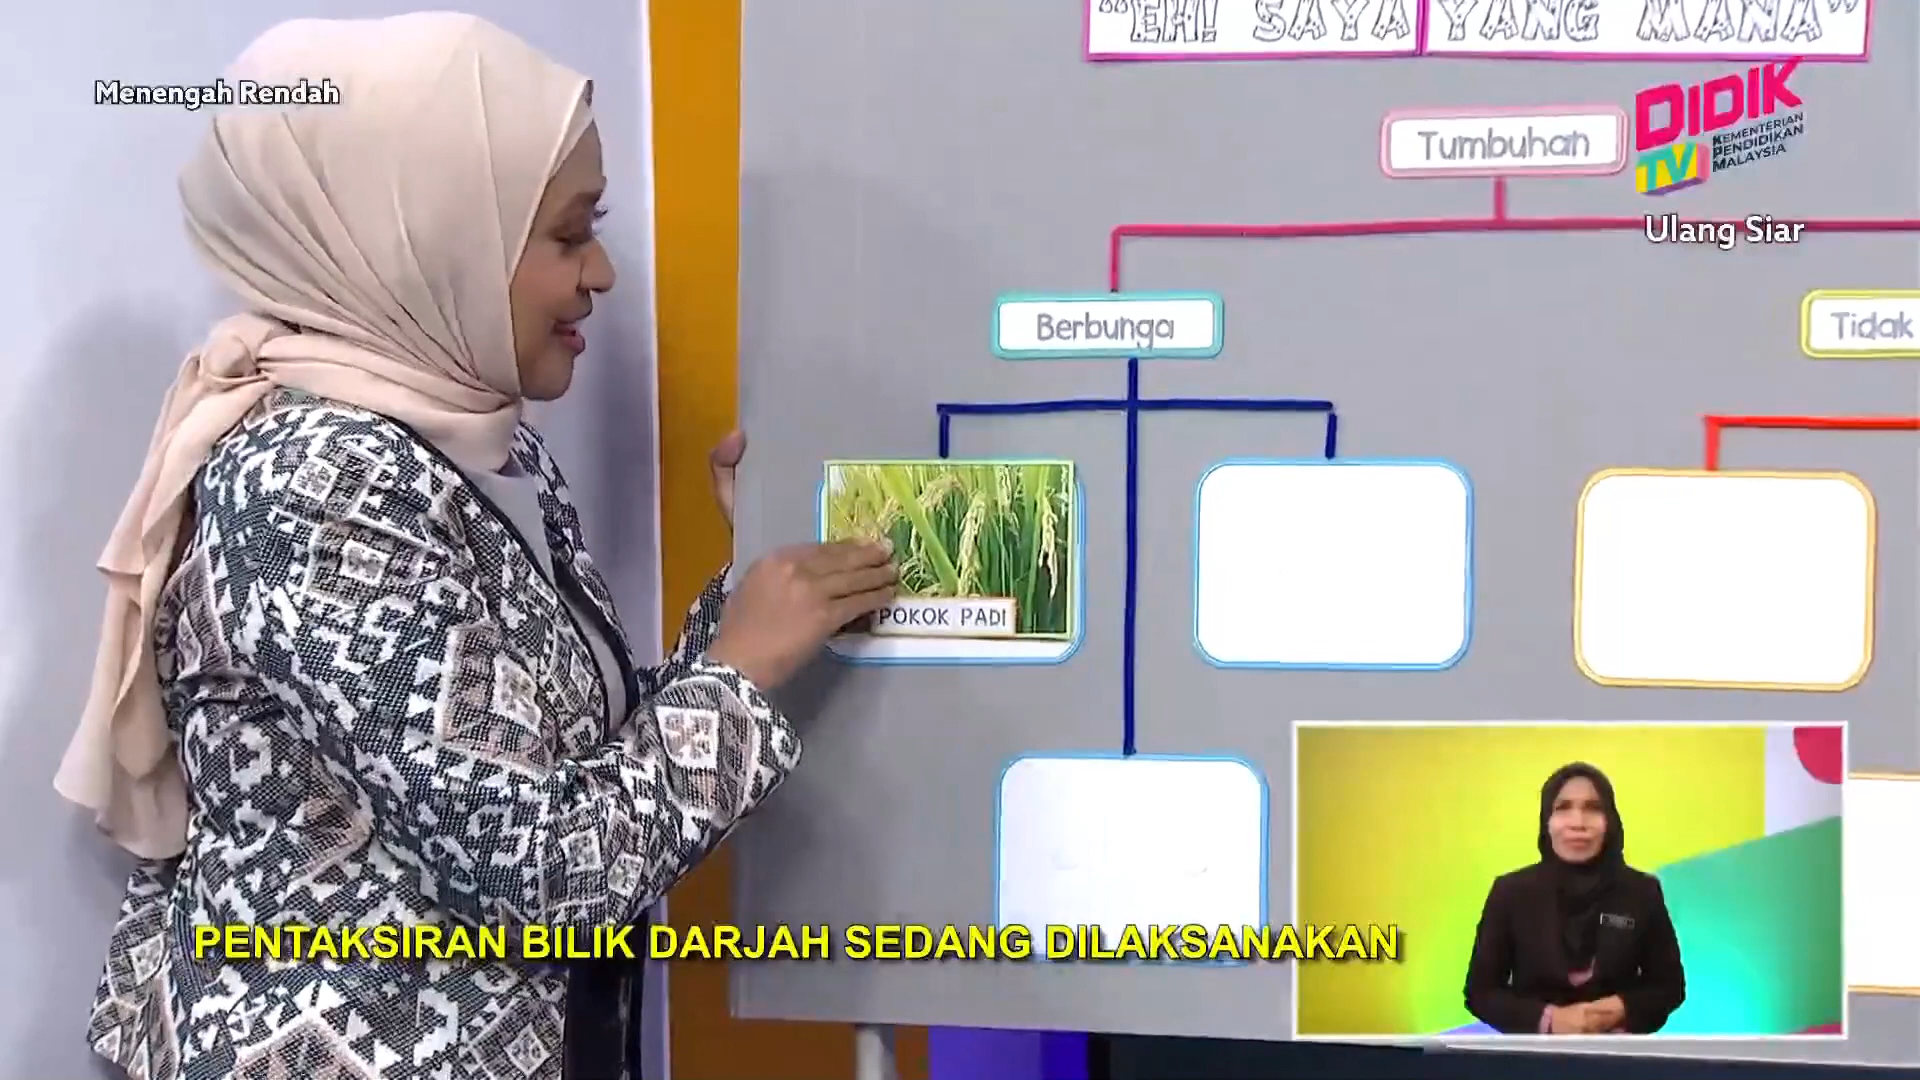 “EH! SAYA YANG MANA”
Menengah Rendah
Tumbuhan
DIDIK
TV
KEMENTERIAN
PENDIDIKAN
MALAYSIA
Ulang Siar
Berbunga
Tidak
POKOK PADI
PENTAKSIRAN BILIK DARJAH SEDANG DILAKSANAKAN